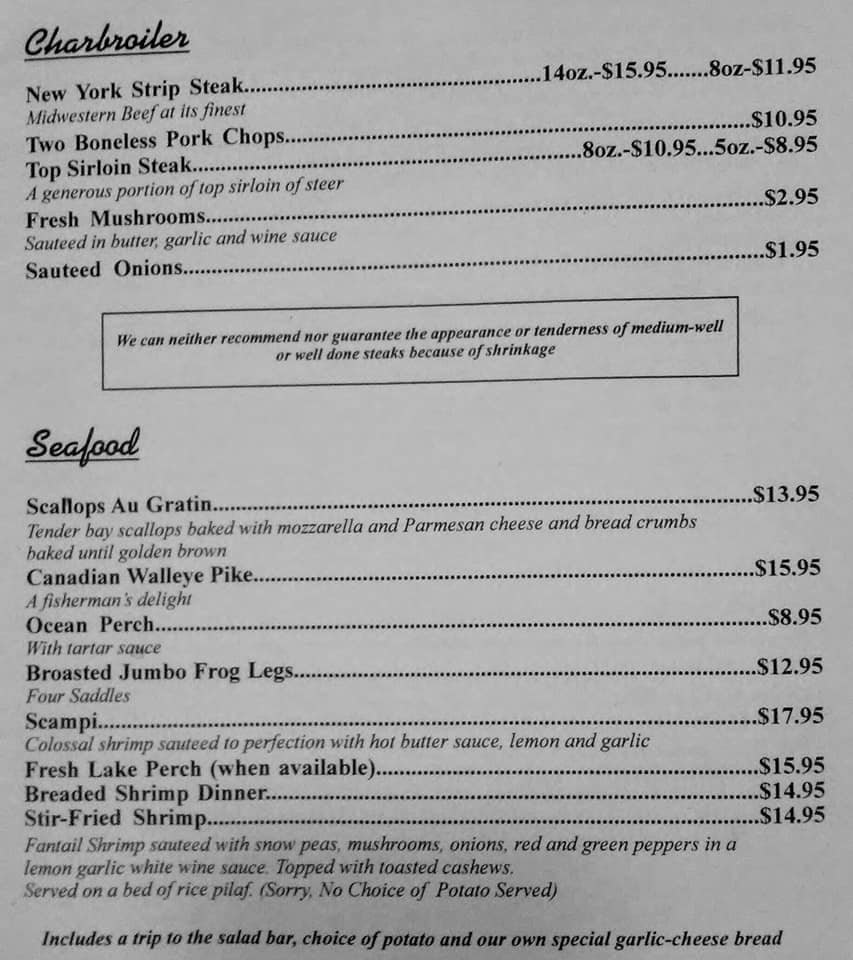 Charbroiler
New York Strip Steak..............................................14oz.-$15.95.......8oz-$11.95
Midwestern Beef at its finest
Two Boneless Pork Chops......................................................................$10.95
Top Sirloin Steak..........................................................8oz.-$10.95...5oz.-$8.95
A generous portion of top sirloin of steer
Fresh Mushrooms.................................................................................$2.95
Sauteed in butter, garlic and wine sauce
Sauteed Onions....................................................................................$1.95
We can neither recommend nor guarantee the appearance or tenderness of medium-well
or well done steaks because of shrinkage
Seafood
Scallops Au Gratin................................................................................$13.95
Tender bay scallops baked with mozzarella and Parmesan cheese and bread crumbs
baked until golden brown
Canadian Walleye Pike...........................................................................$15.95
A fisherman's delight
Ocean Perch..........................................................................................$8.95
With tartar sauce
Broasted Jumbo Frog Legs......................................................................$12.95
Four Saddles
Scampi..................................................................................................$17.95
Colossal shrimp sauteed to perfection with hot butter sauce, lemon and garlic
Fresh Lake Perch (when available).........................................................$15.95
Breaded Shrimp Dinner..........................................................................$14.95
Stir-Fried Shrimp...................................................................................$14.95
Fantail Shrimp sauteed with snow peas, mushrooms, onions, red and green peppers in a
lemon garlic white wine sauce. Topped with toasted cashews.
Served on a bed of rice pilaf. (Sorry, No Choice of Potato Served)
Includes a trip to the salad bar, choice of potato and our own special garlic-cheese bread